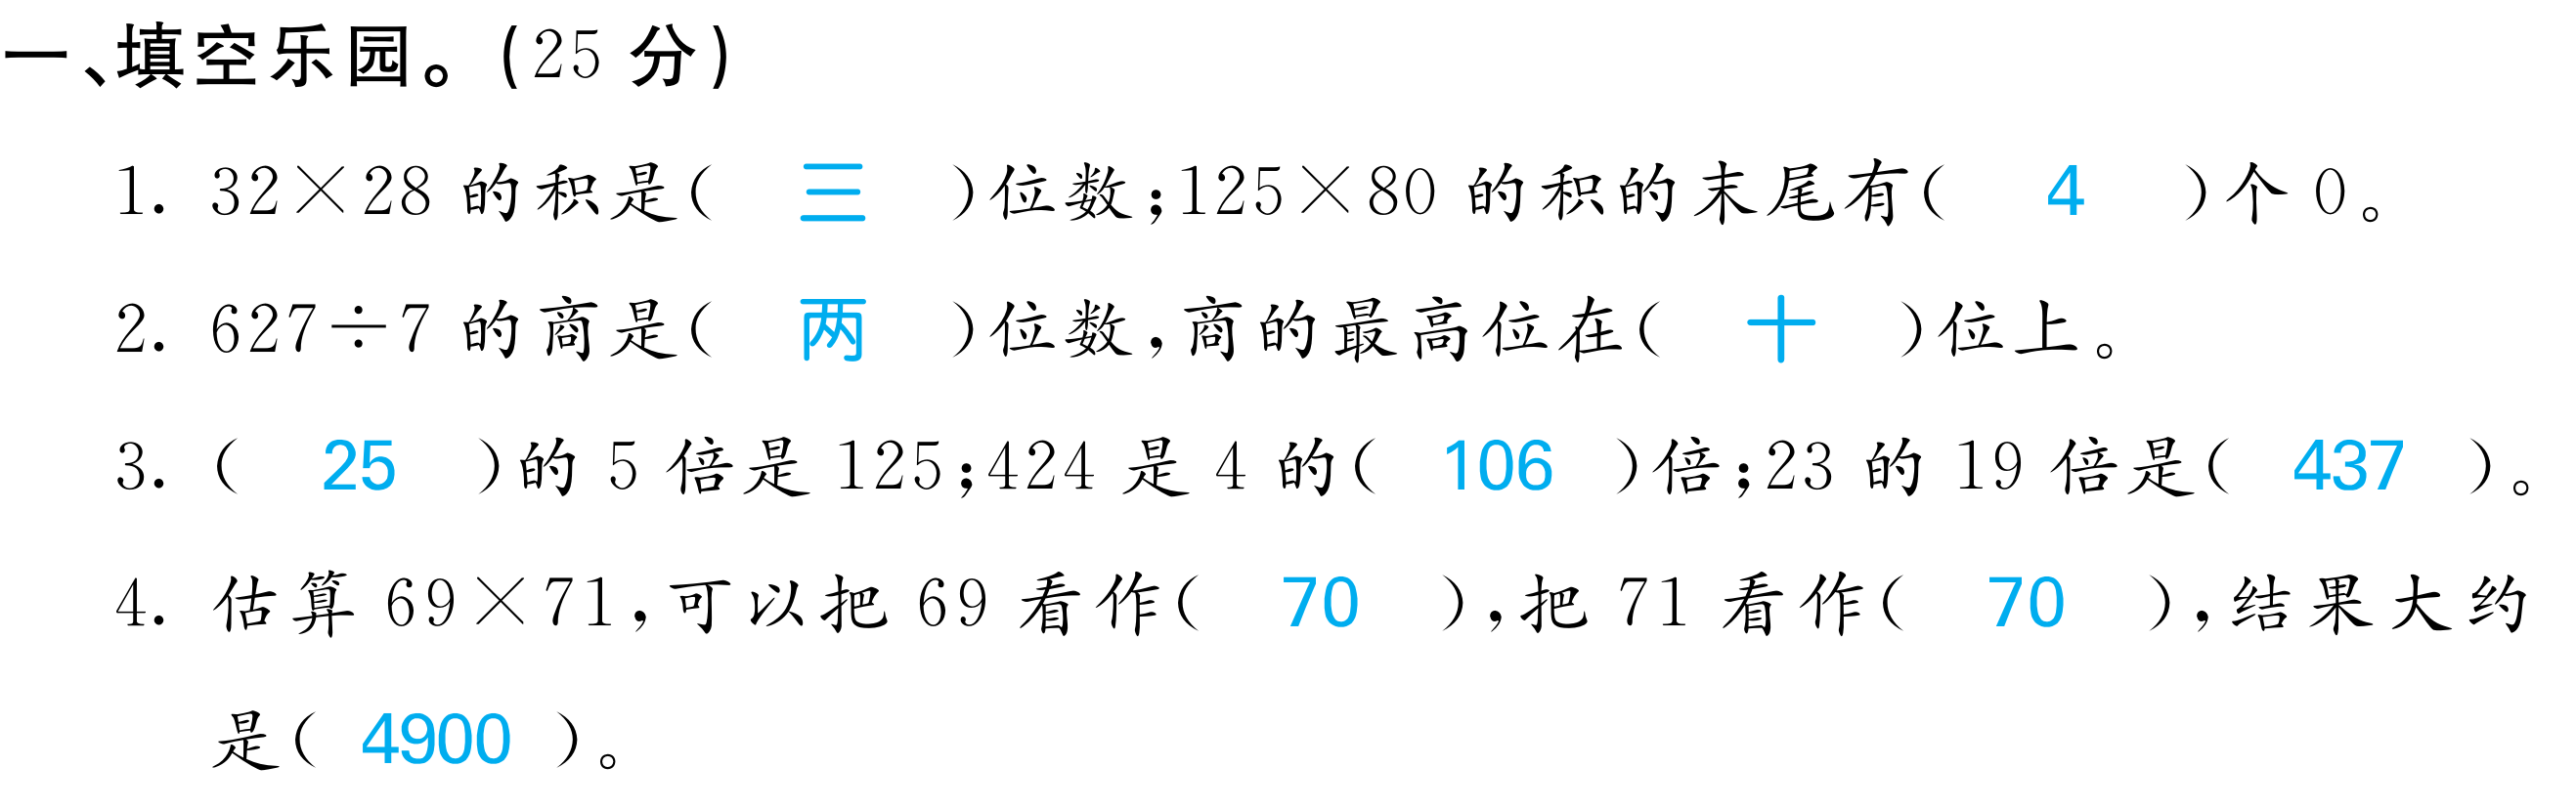 一、填空乐园。(25 分)
1. 32×28 的积是( 三 )位数;125×80 的积的末尾有( 4 )个 0。
2. 627÷7 的商是( 两 )位数,商的最高位在( 十 )位上。
3. ( 25 )的 5 倍是 125;424 是 4 的( 106 )倍;23 的 19 倍是( 437 )。
4. 估算 69×71,可以把 69 看作( 70 ),把 71 看作( 70 ),结果大约
是( 4900 )。